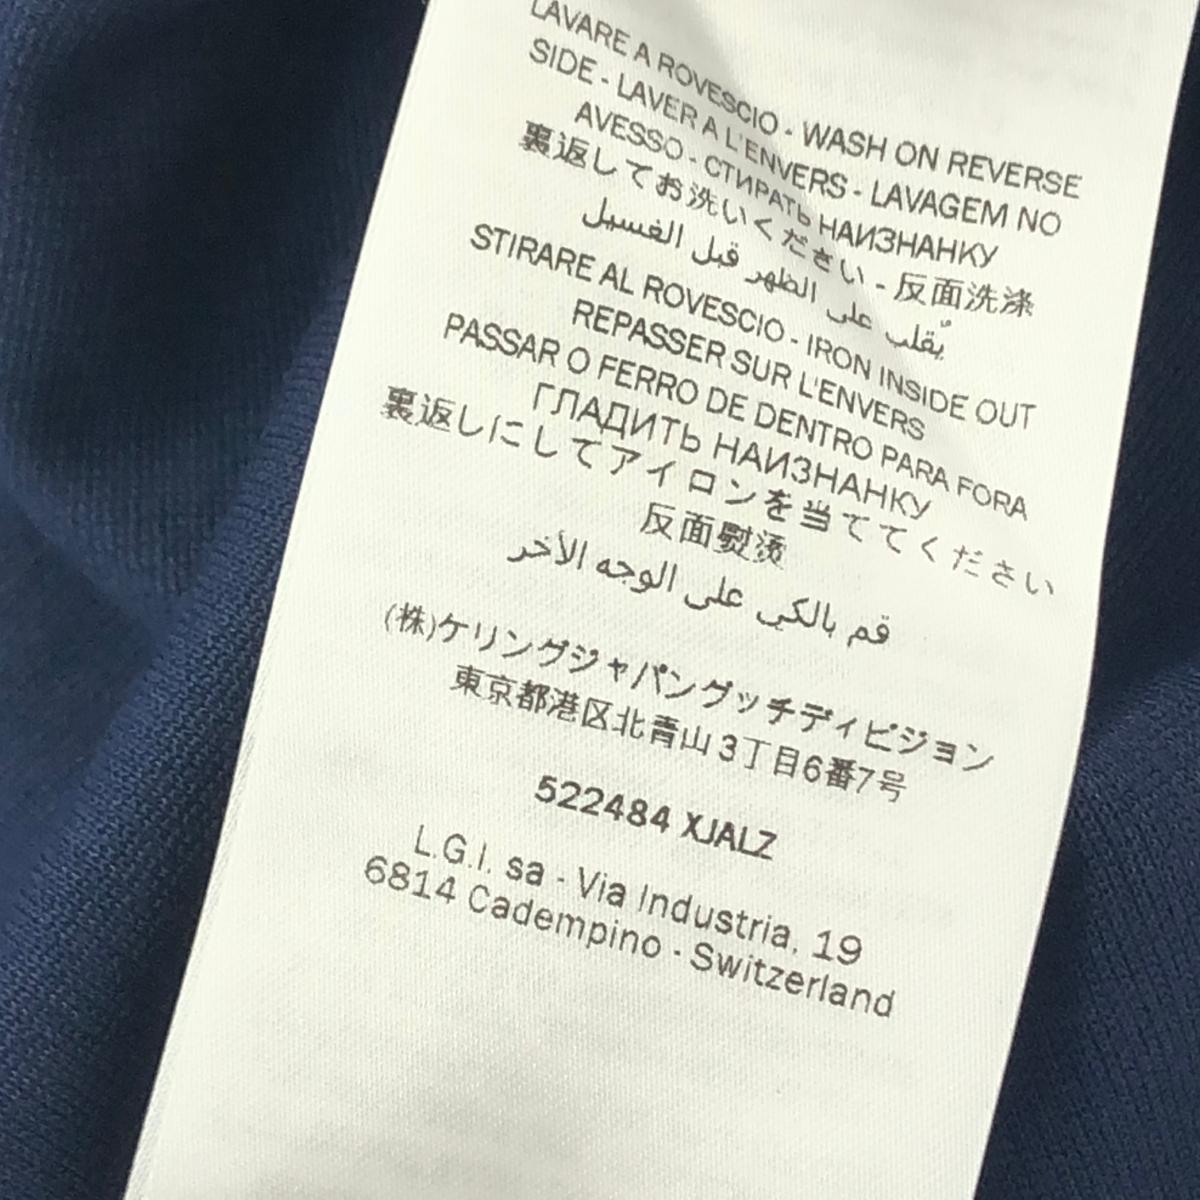 LAVARE A ROVESCIO - WASH ON REVERSE
SIDE - LAVER A L'ENVERS - LAVAGEM NO
AVESSO - СТИРАТЬ НАИЗНАНКУ
裏返してお洗いください - 反面洗涤
يُقلب على الظهر قبل الغسيل
STIRARE AL ROVESCIO - IRON INSIDE OUT
REPASSER SUR L'ENVERS
PASSAR O FERRO DE DENTRO PARA FORA
ГЛАДИТЬ НАИЗНАНКУ
裏返しにしてアイロンを当ててください
反面熨烫
قم بالكي على الوجه الآخر
(株)ケリングジャパングッチディビジョン
東京都港区北青山3丁目6番7号
522484 XJALZ
L.G.I. sa - Via Industria, 19
6814 Cadempino - Switzerland